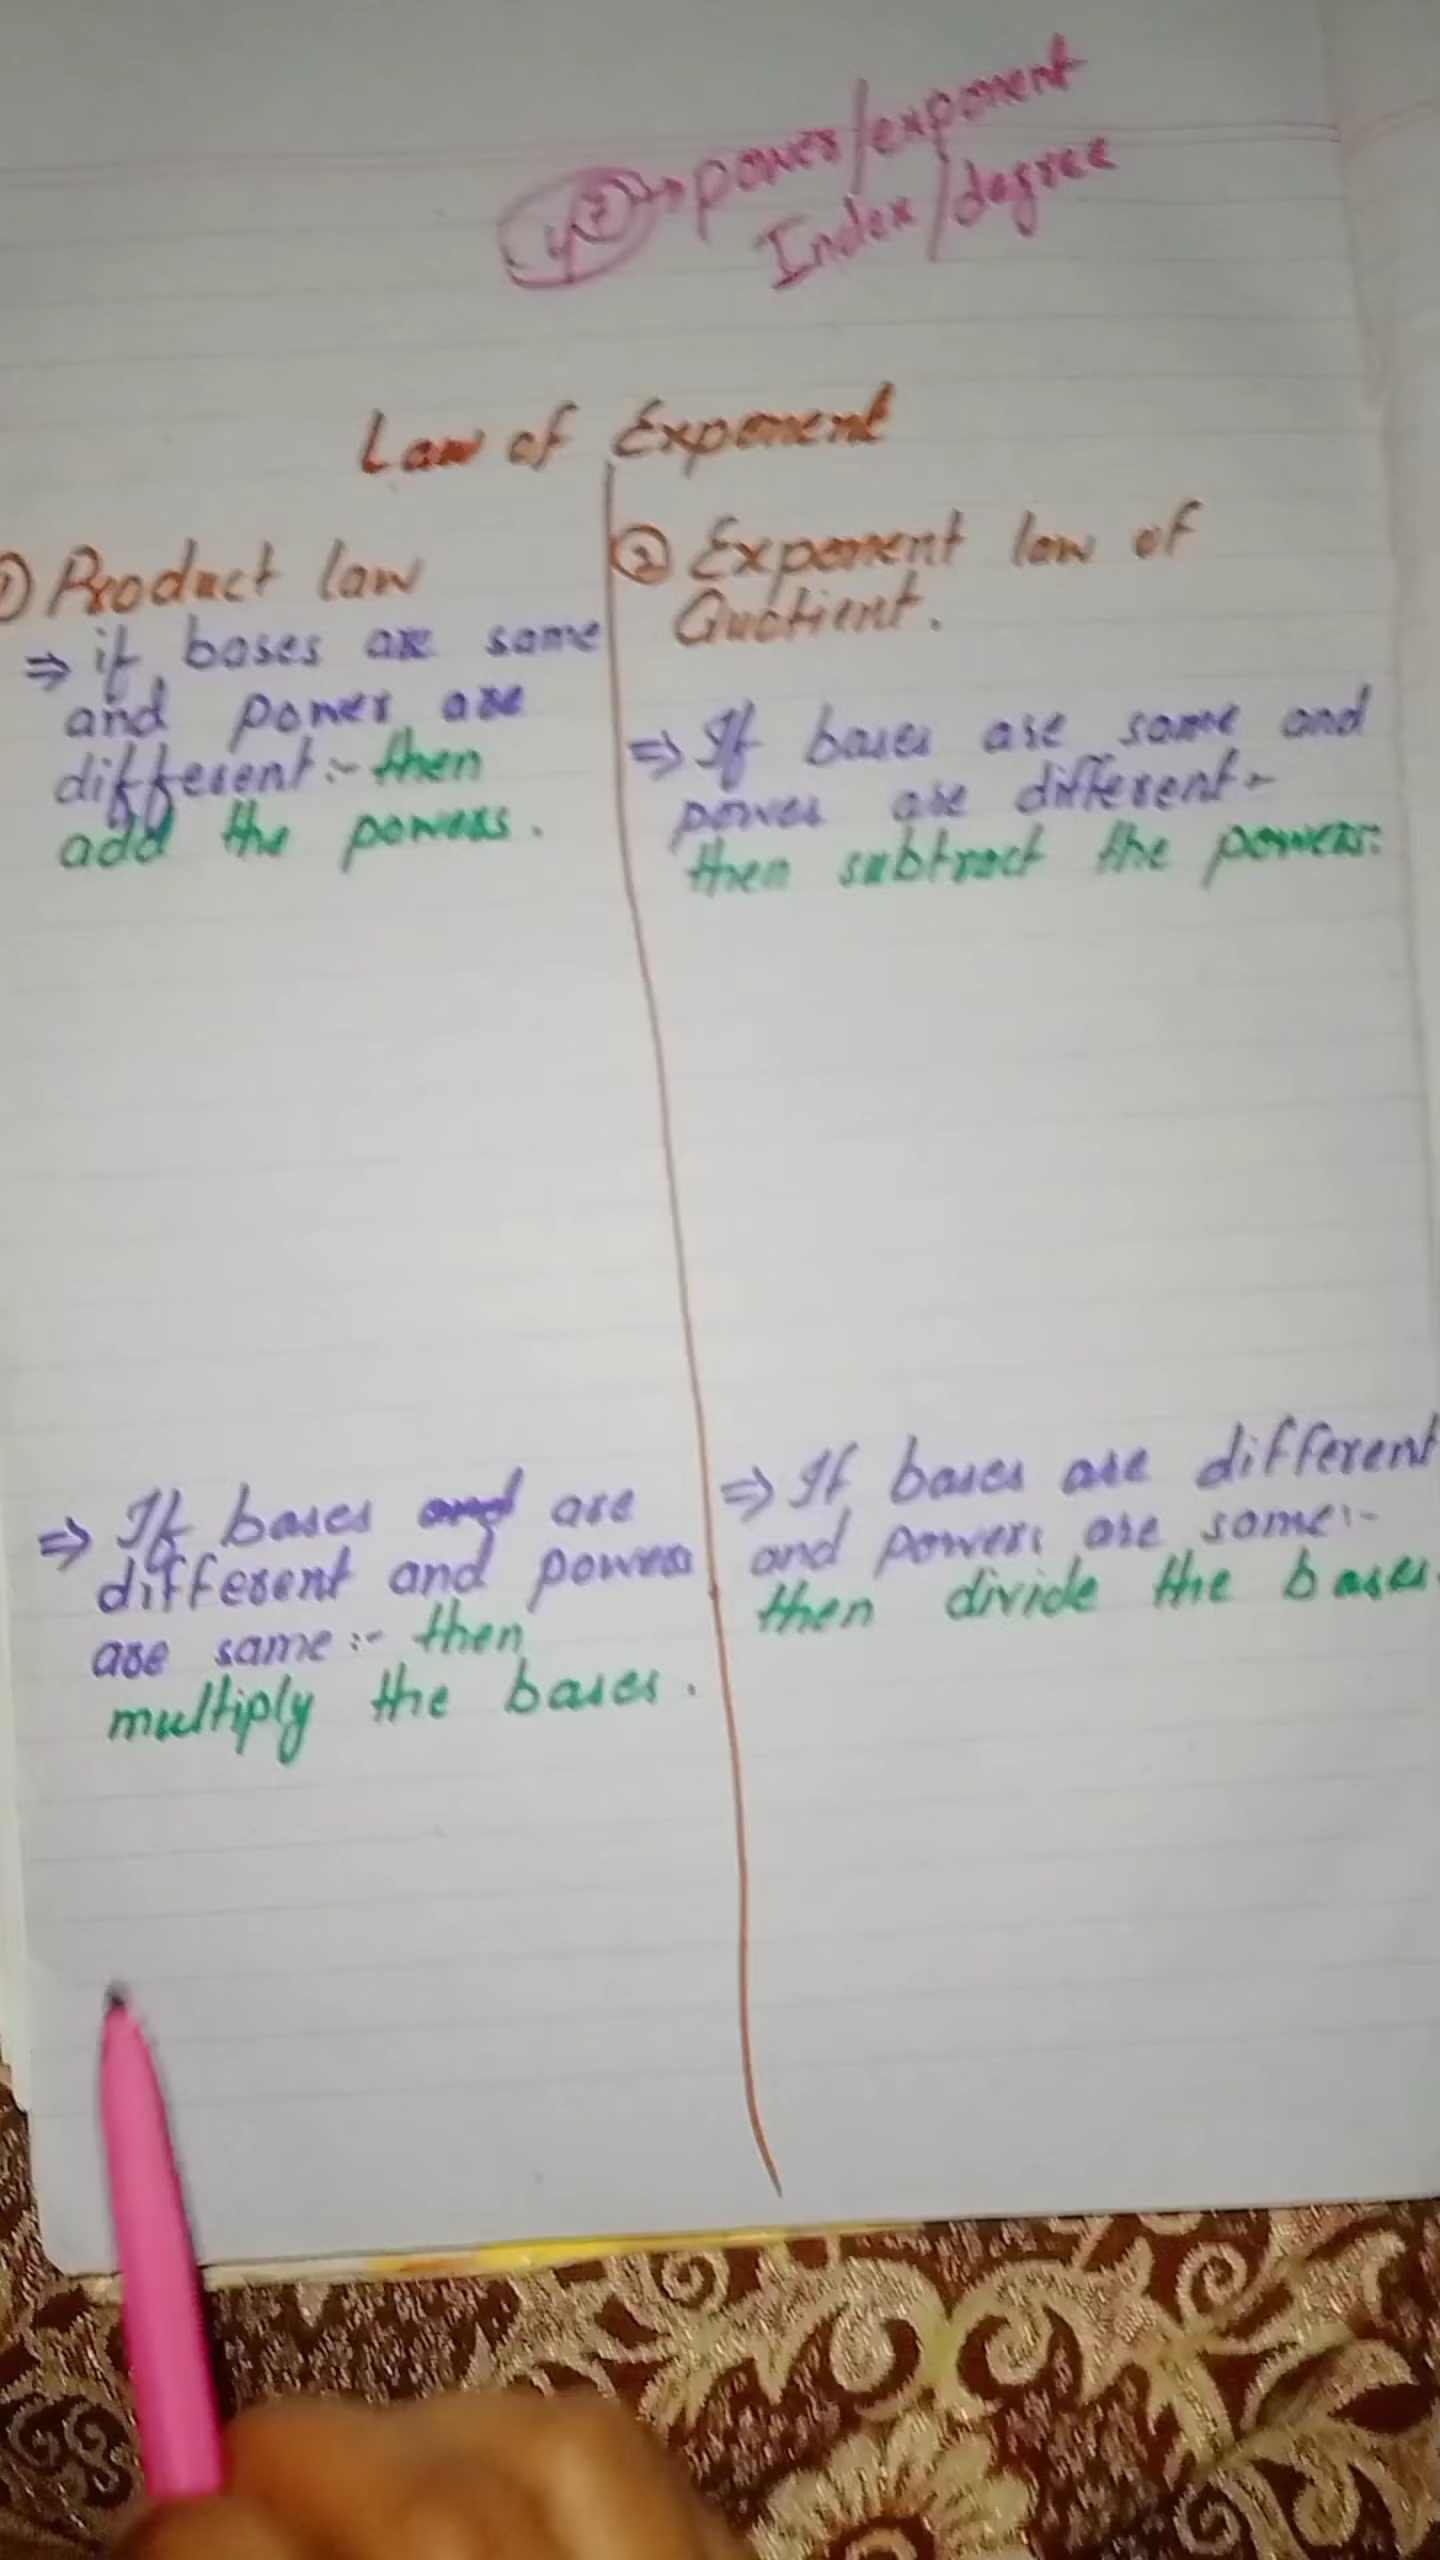 y⁷→power/exponent
Index/degree
Law of Exponent
① Product law
⇒ if bases are same
and power are
different :- then
add the powers.
⇒ If bases and are
different and powers
are same :- then
multiply the bases.
② Exponent law of
Quotient.
⇒ If bases are same and
power are different:-
then subtract the powers.
⇒ If bases are different
and powers are same:-
then divide the bases.